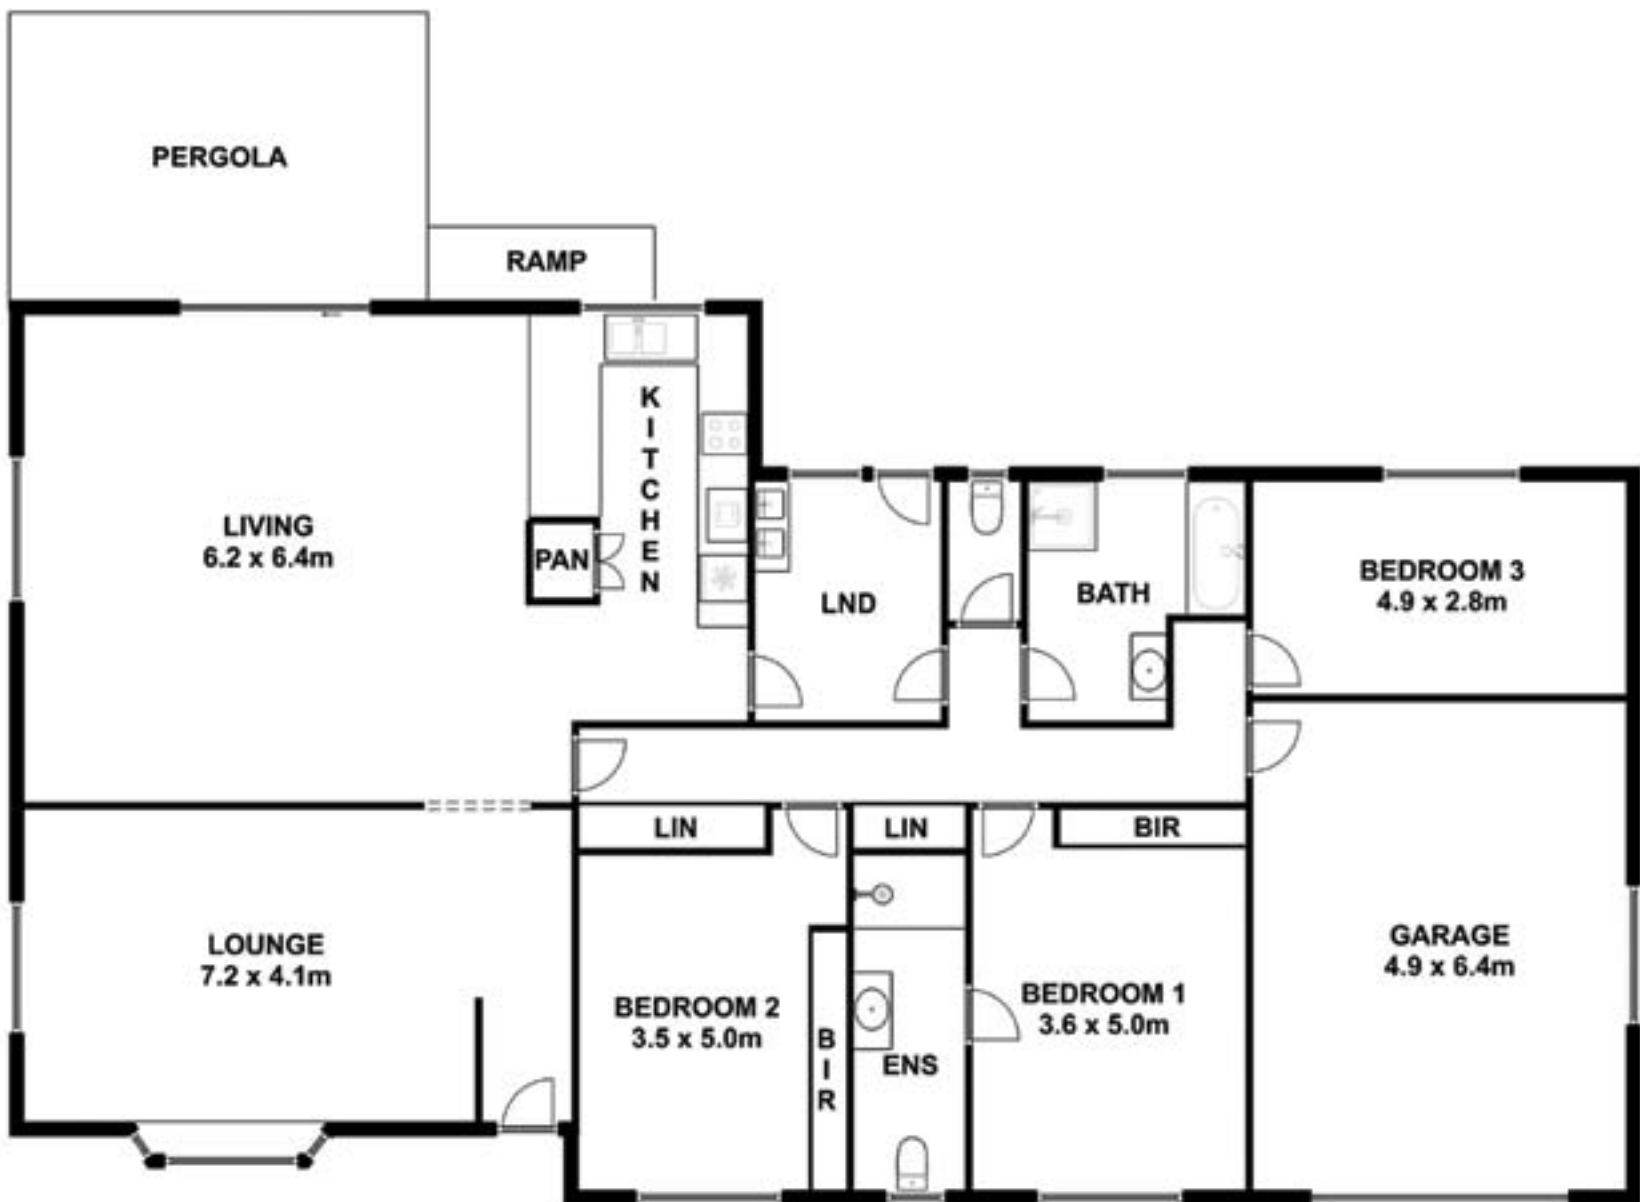 PERGOLA
RAMP
KITCHEN
LIVING
6.2 x 6.4m
PAN
LND
BATH
BEDROOM 3
4.9 x 2.8m
LIN
LIN
BIR
LOUNGE
7.2 x 4.1m
BEDROOM 2
3.5 x 5.0m
BIR
ENS
BEDROOM 1
3.6 x 5.0m
GARAGE
4.9 x 6.4m